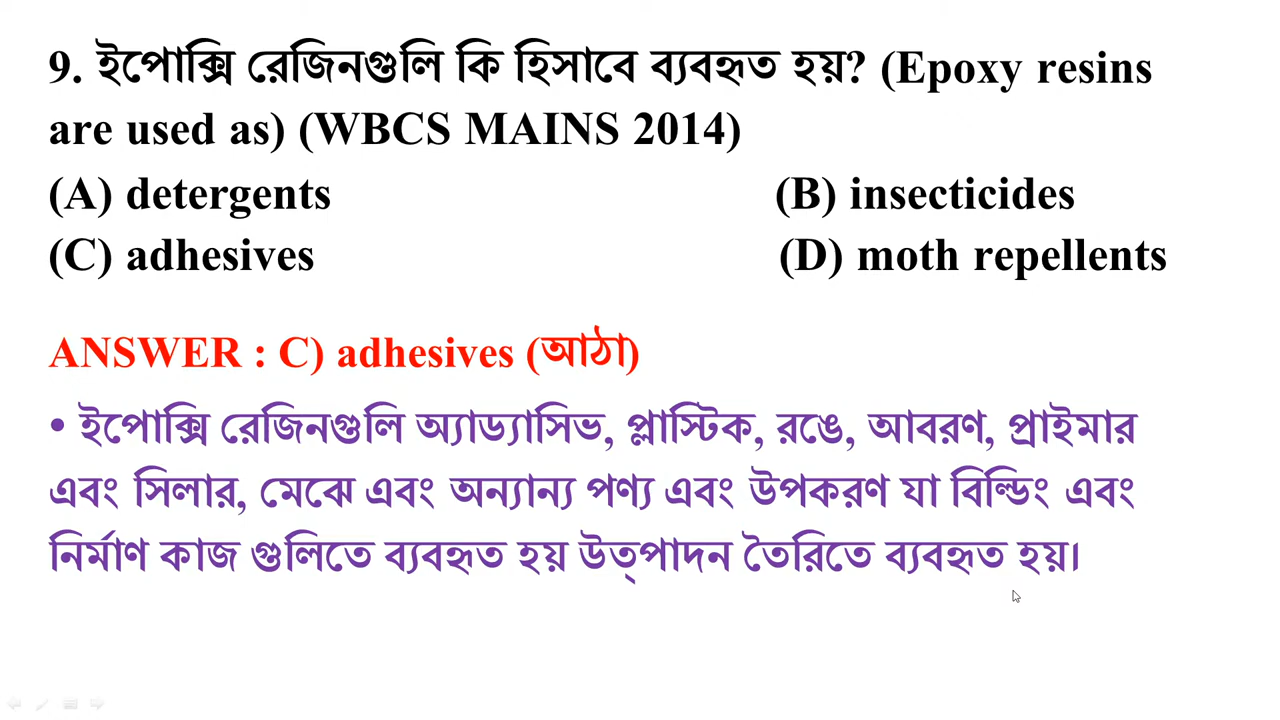 9. ইপোক্সি রেজিনগুলি কি হিসাবে ব্যবহৃত হয়? (Epoxy resins
are used as) (WBCS MAINS 2014)
(A) detergents (B) insecticides
(C) adhesives (D) moth repellents
ANSWER : C) adhesives (আঠা)
• ইপোক্সি রেজিনগুলি অ্যাড্যাসিভ, প্লাস্টিক, রঙে, আবরণ, প্রাইমার
এবং সিলার, মেঝে এবং অন্যান্য পণ্য এবং উপকরণ যা বিল্ডিং এবং
নির্মাণ কাজ গুলিতে ব্যবহৃত হয় উত্পাদন তৈরিতে ব্যবহৃত হয়।